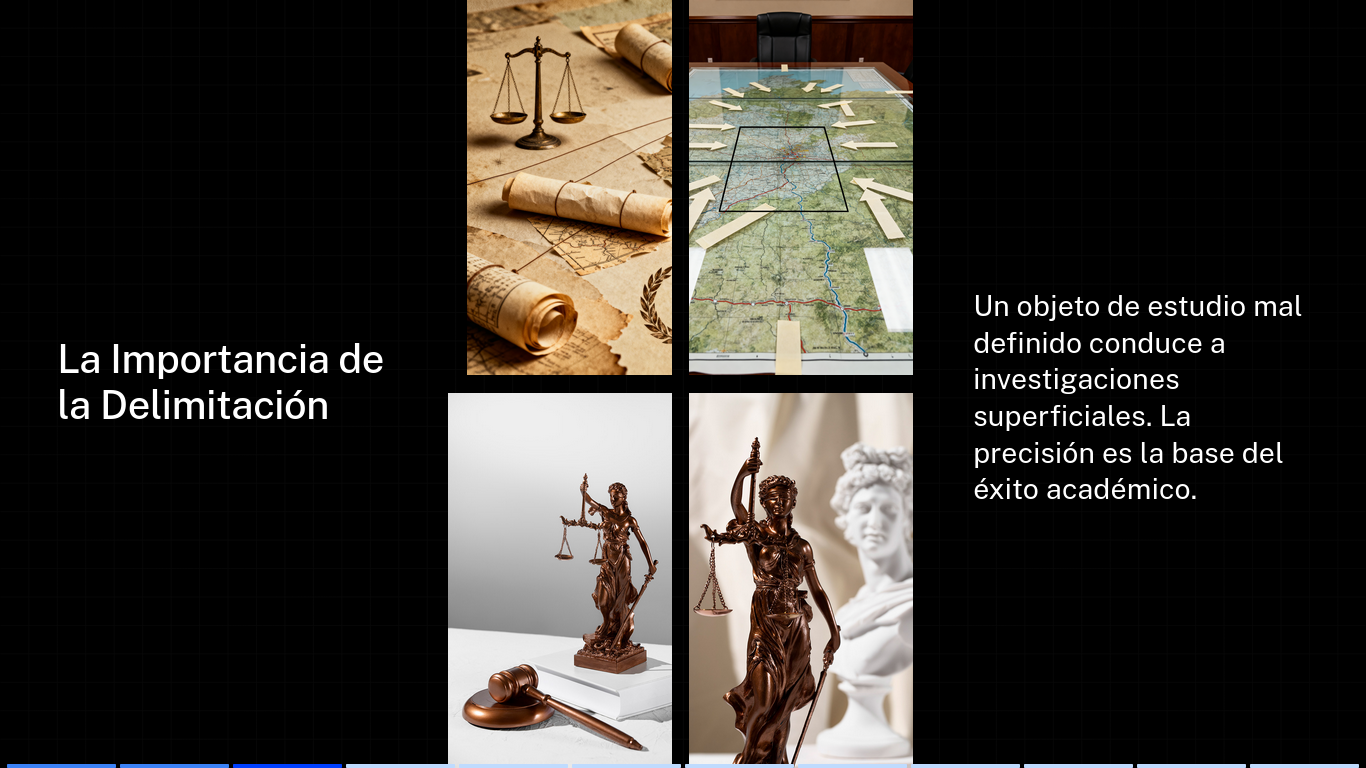 La Importancia de
la Delimitación
Un objeto de estudio mal
definido conduce a
investigaciones
superficiales. La
precisión es la base del
éxito académico.